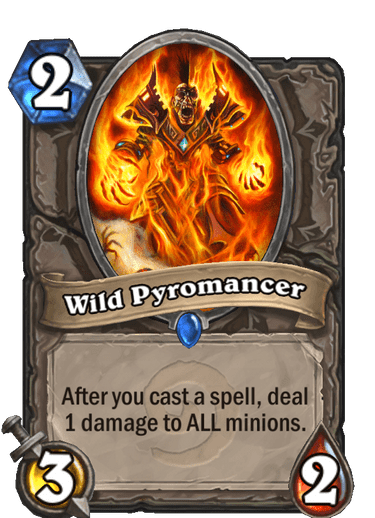 2
Wild Pyromancer
After you cast a spell, deal
1 damage to ALL minions.
3
2